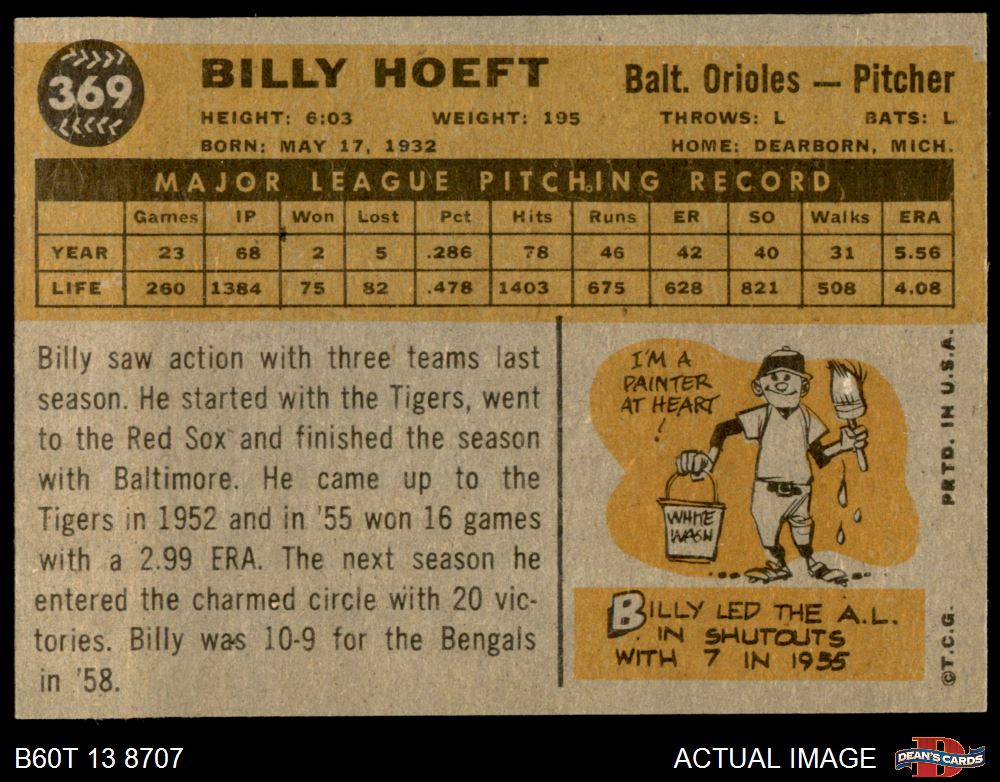 369
BILLY HOEFT
Balt. Orioles — Pitcher
HEIGHT: 6:03 WEIGHT: 195 THROWS: L BATS: L
BORN: MAY 17, 1932 HOME: DEARBORN, MICH.
MAJOR LEAGUE PITCHING RECORD
Games IP Won Lost Pct Hits Runs ER SO Walks ERA
YEAR 23 68 2 5 .286 78 46 42 40 31 5.56
LIFE 260 1384 75 82 .478 1403 675 628 821 508 4.08
Billy saw action with three teams last
season. He started with the Tigers, went
to the Red Sox and finished the season
with Baltimore. He came up to the
Tigers in 1952 and in '55 won 16 games
with a 2.99 ERA. The next season he
entered the charmed circle with 20 vic-
tories. Billy was 10-9 for the Bengals
in '58.
I'M A
PAINTER
AT HEART
!
WHITE
WASH
BILLY LED THE A.L.
IN SHUTOUTS
WITH 7 IN 1955
©T.C.G. PRTD. IN U.S.A.
B60T 13 8707
ACTUAL IMAGE
D
DEAN'S CARDS